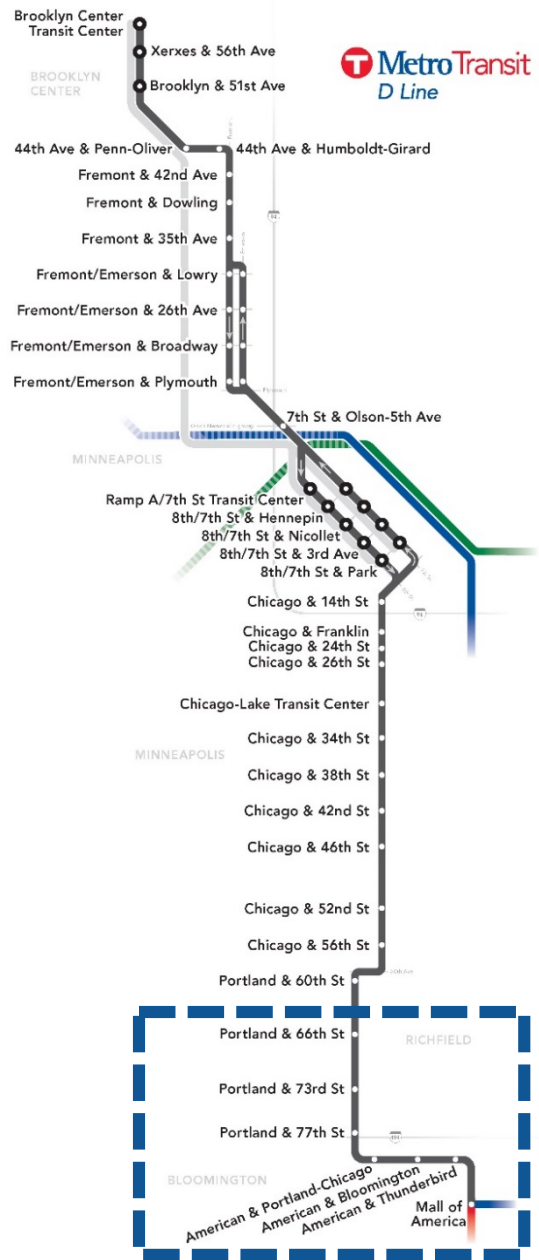 Brooklyn Center
Transit Center
Xerxes & 56th Ave
MetroTransit
D Line
BROOKLYN
CENTER
Brooklyn & 51st Ave
44th Ave & Penn-Oliver
44th Ave & Humboldt-Girard
Fremont & 42nd Ave
Fremont & Dowling
94
Fremont & 35th Ave
Fremont/Emerson & Lowry
Fremont/Emerson & 26th Ave
Fremont/Emerson & Broadway
Fremont/Emerson & Plymouth
7th St & Olson-5th Ave
MINNEAPOLIS
Ramp A/7th St Transit Center
8th/7th St & Hennepin
8th/7th St & Nicollet
8th/7th St & 3rd Ave
8th/7th St & Park
Chicago & 14th St
94
Chicago & Franklin
Chicago & 24th St
Chicago & 26th St
Chicago-Lake Transit Center
Chicago & 34th St
MINNEAPOLIS
Chicago & 38th St
Chicago & 42nd St
Chicago & 46th St
Chicago & 52nd St
Chicago & 56th St
Portland & 60th St
Portland & 66th St
RICHFIELD
Portland & 73rd St
Portland & 77th St
BLOOMINGTON
American & Portland-Chicago
American & Bloomington
American & Thunderbird
Mall of
America